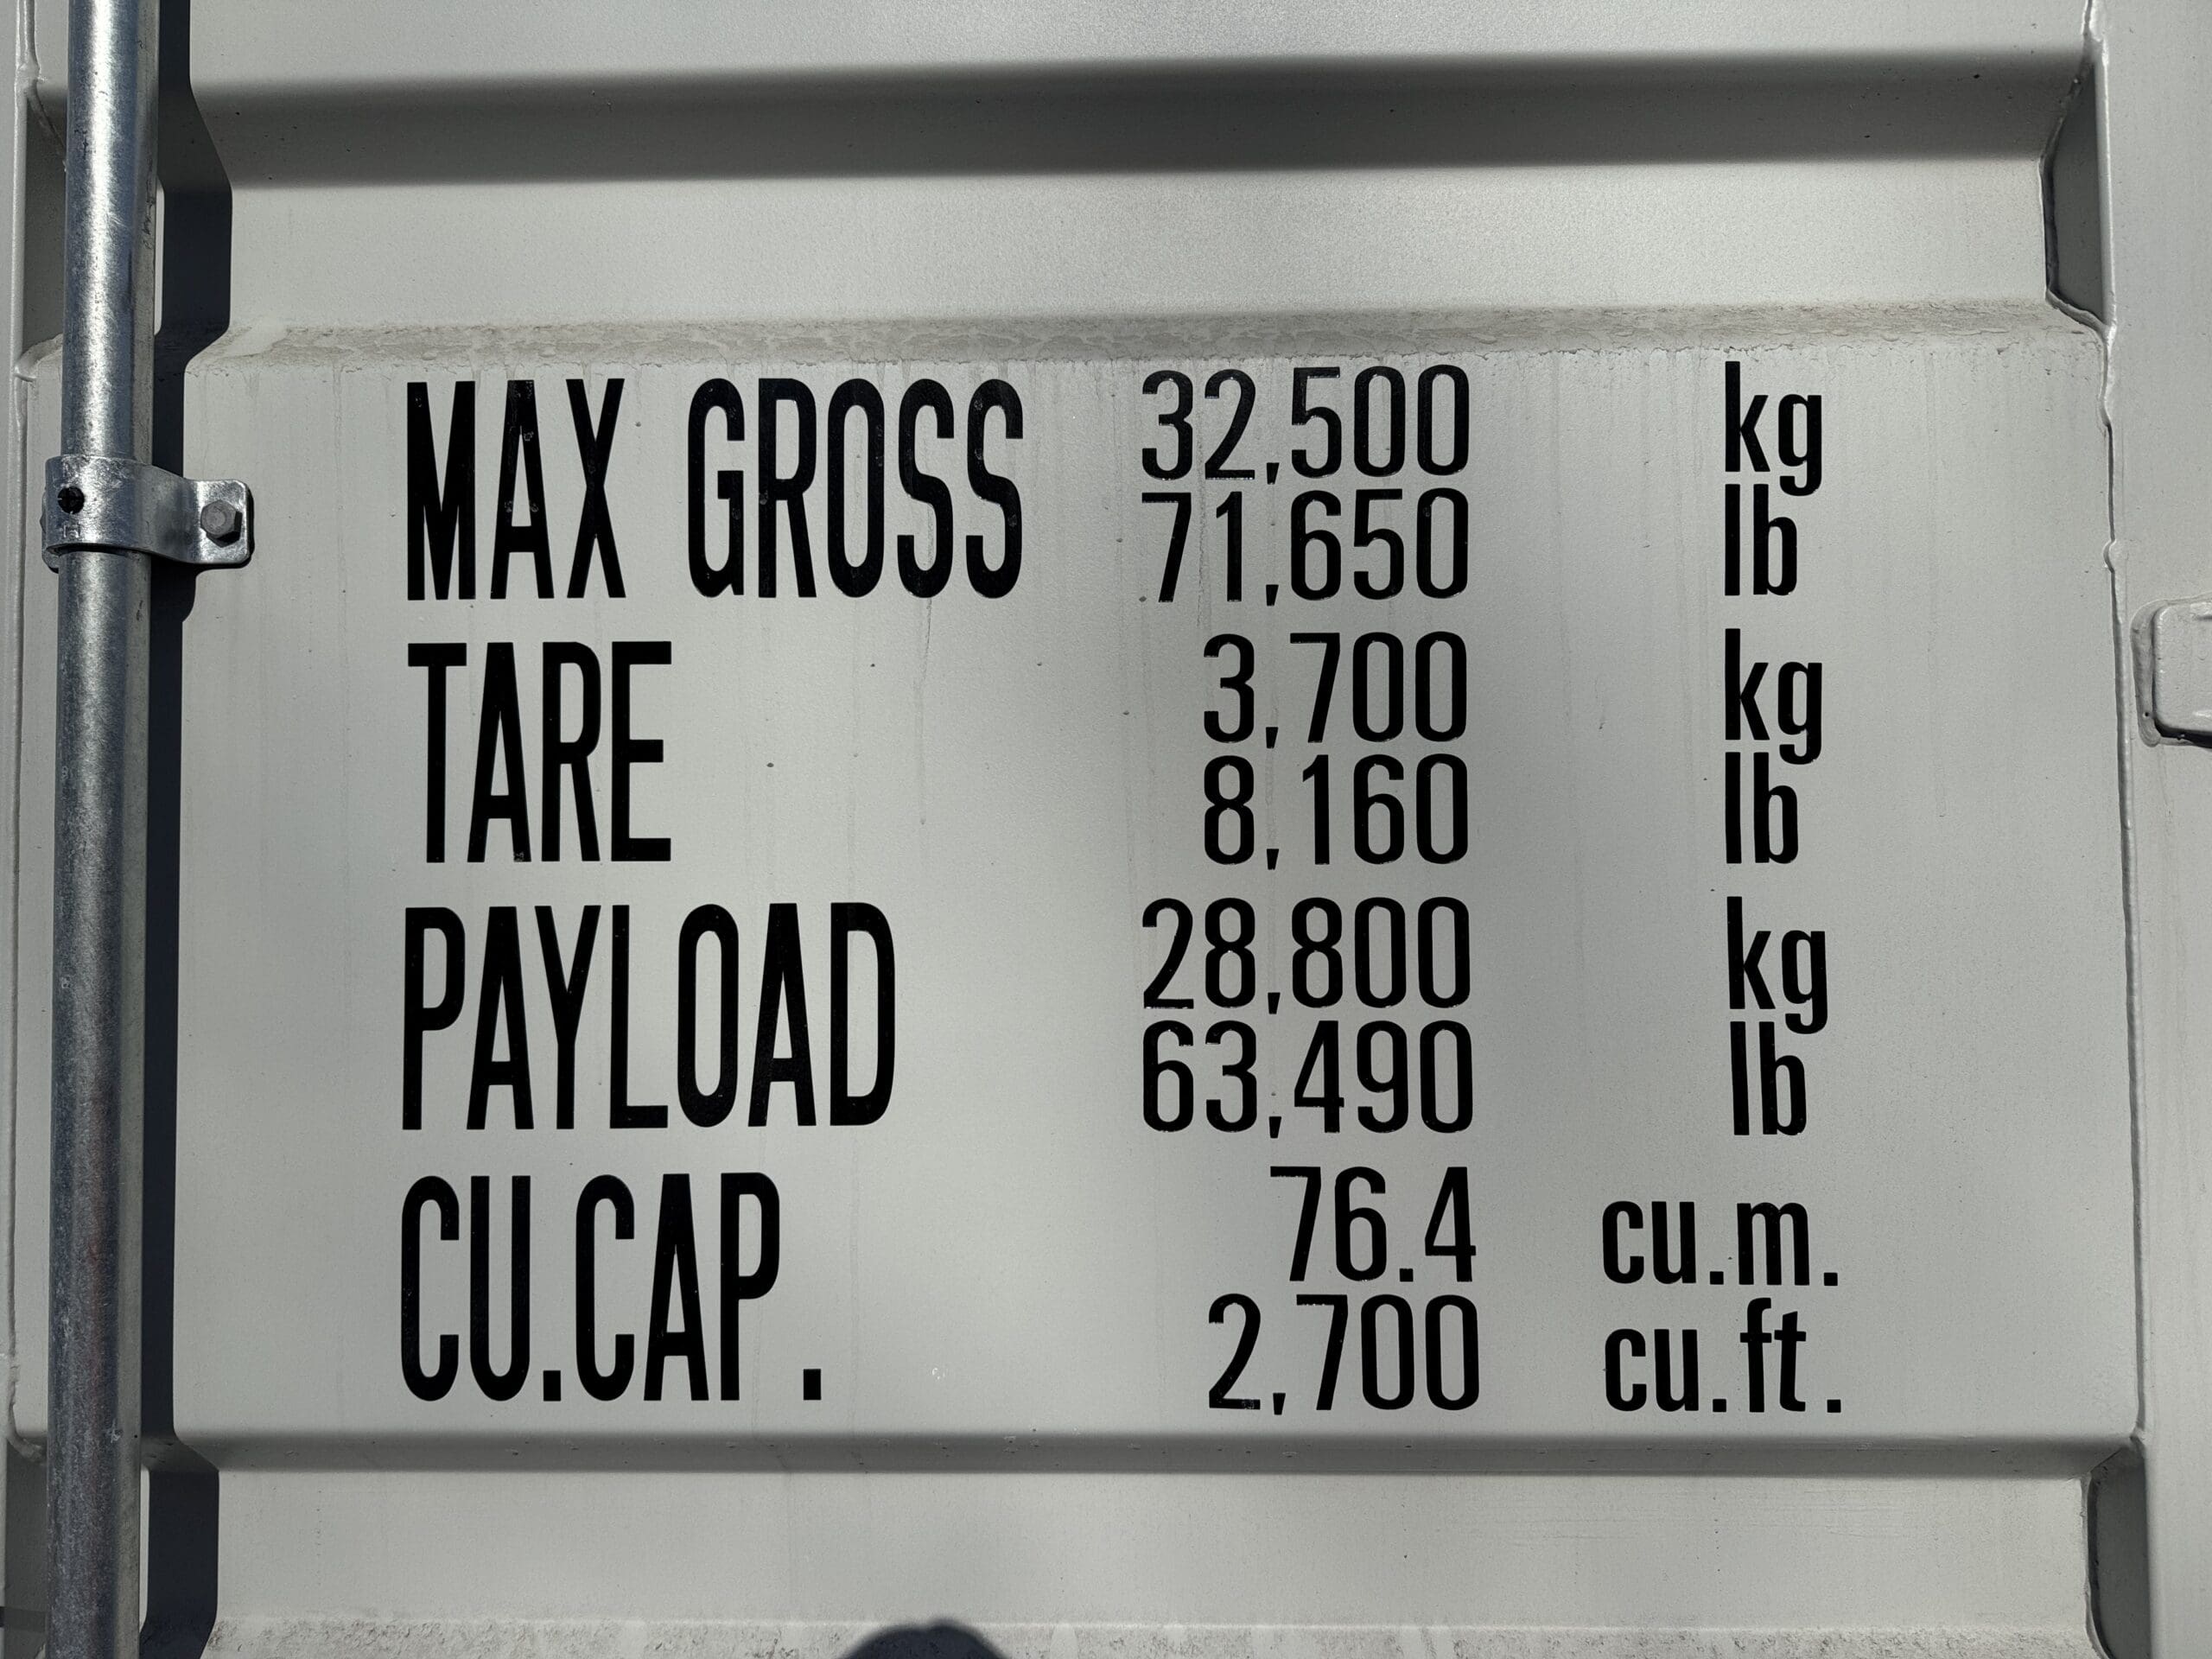 MAX GROSS 32,500 kg
71,650 lb
TARE 3,700 kg
8,160 lb
PAYLOAD 28,800 kg
63,490 lb
CU.CAP. 76.4 cu.m.
2,700 cu.ft.